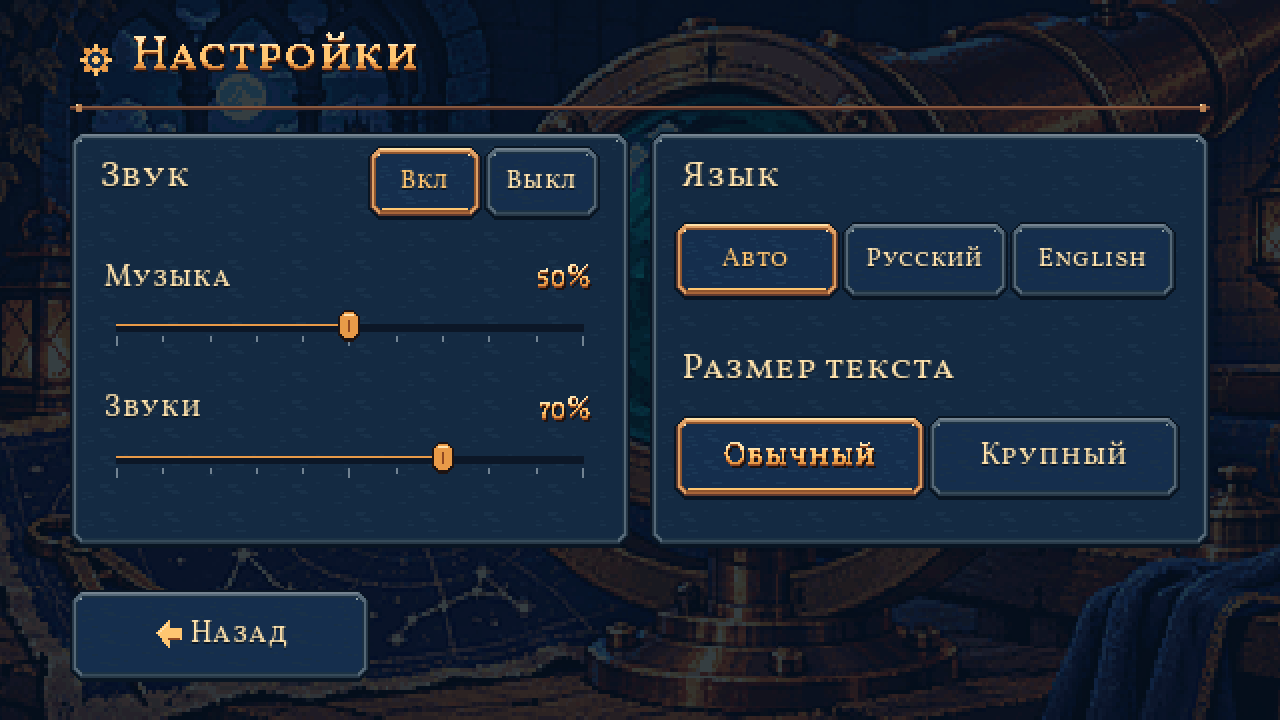 Настройки
Звук
Вкл Выкл
Музыка 50%
Звуки 70%
Язык
Авто Русский English
Размер текста
Обычный Крупный
Назад